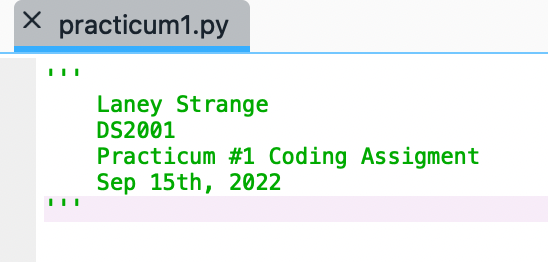 practicum1.py
'''
Laney Strange
DS2001
Practicum #1 Coding Assigment
Sep 15th, 2022
'''